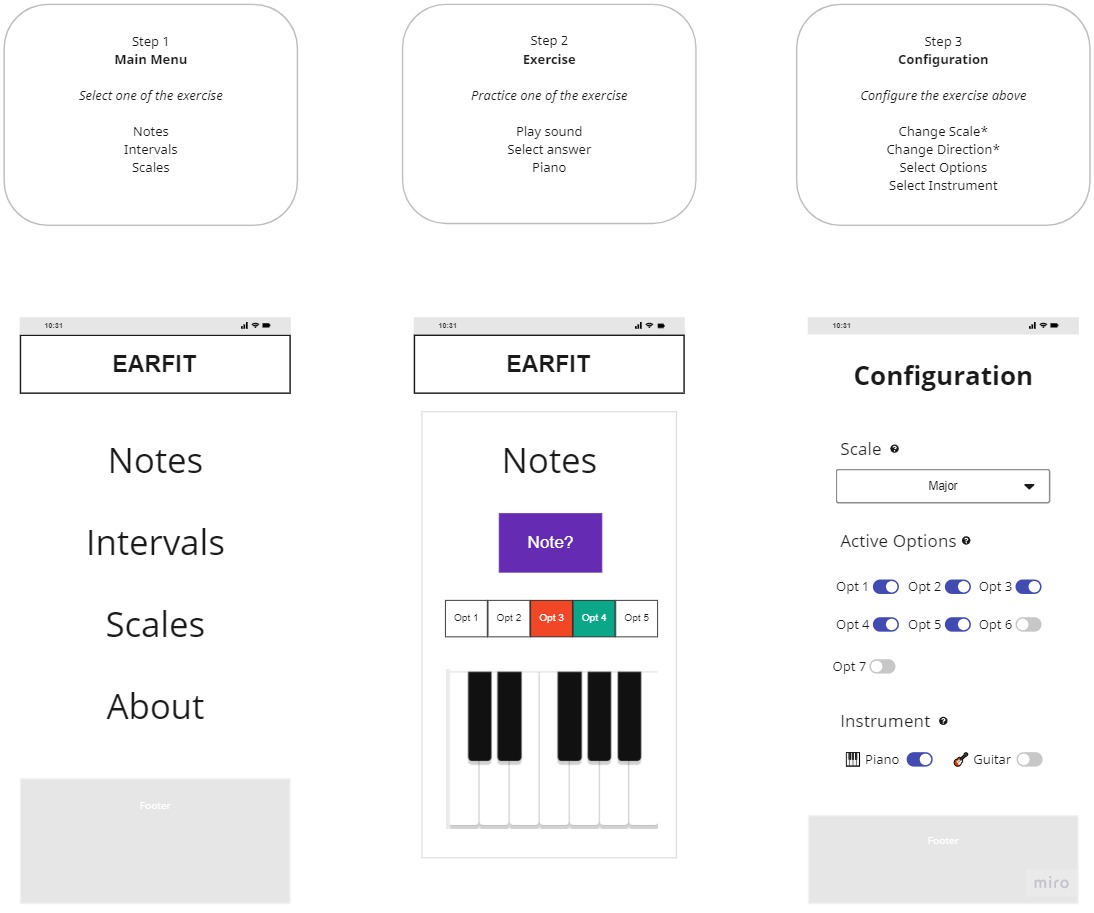 Step 1
Main Menu
Select one of the exercise
Notes
Intervals
Scales
Step 2
Exercise
Practice one of the exercise
Play sound
Select answer
Piano
Step 3
Configuration
Configure the exercise above
Change Scale*
Change Direction*
Select Options
Select Instrument
10:31
EARFIT
Notes
Intervals
Scales
About
Footer
10:31
EARFIT
Notes
Note?
Opt 1 Opt 2 Opt 3 Opt 4 Opt 5
10:31
Configuration
Scale ?
Major
Active Options ?
Opt 1 Opt 2 Opt 3
Opt 4 Opt 5 Opt 6
Opt 7
Instrument ?
Piano Guitar
Footer
miro